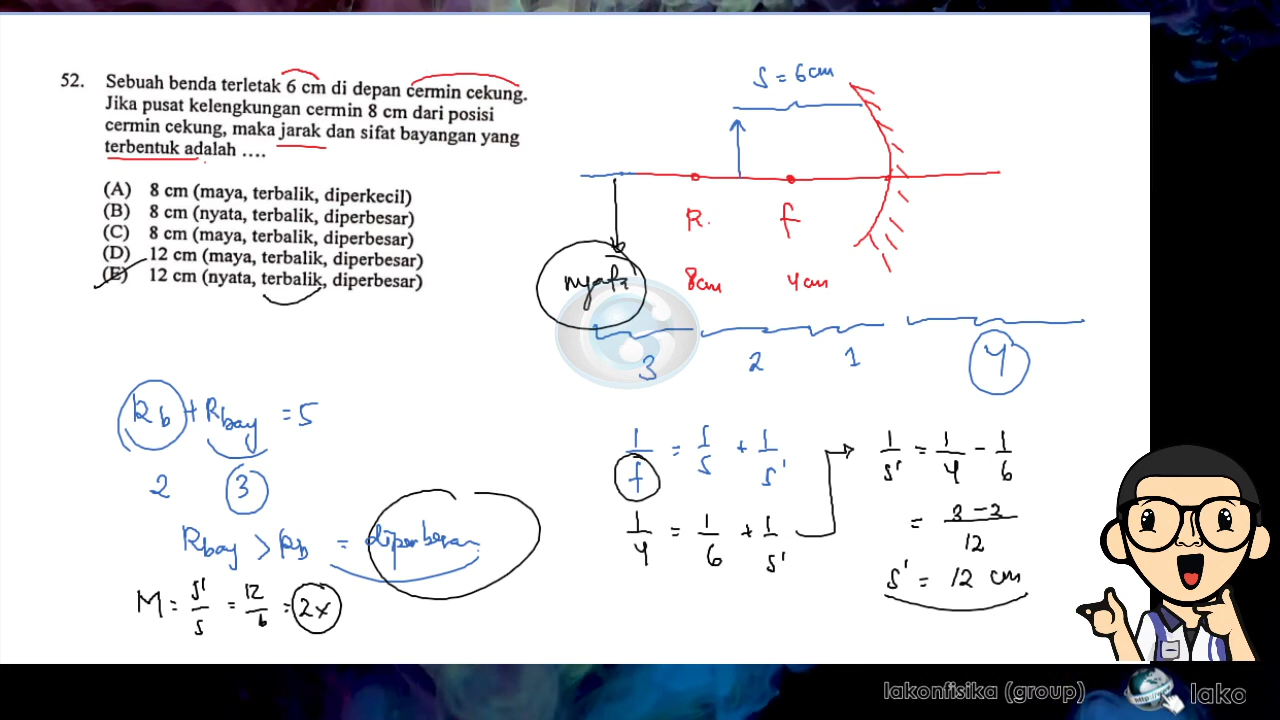 52. Sebuah benda terletak 6 cm di depan cermin cekung.
Jika pusat kelengkungan cermin 8 cm dari posisi
cermin cekung, maka jarak dan sifat bayangan yang
terbentuk adalah ....
(A) 8 cm (maya, terbalik, diperkecil)
(B) 8 cm (nyata, terbalik, diperbesar)
(C) 8 cm (maya, terbalik, diperbesar)
(D) 12 cm (maya, terbalik, diperbesar)
(E) 12 cm (nyata, terbalik, diperbesar)
S = 6cm
R. f
nyata 8cm 4cm
3 2 1 4
Rb + Rbay = 5
2 3
Rbay > Rb = diperbesar
M = s'/s = 12/6 = 2x
1/f = 1/s + 1/s'
1/4 = 1/6 + 1/s'
1/s' = 1/4 - 1/6
= 3-2/12
s' = 12 cm
lakonfisika (group)
http://
lako